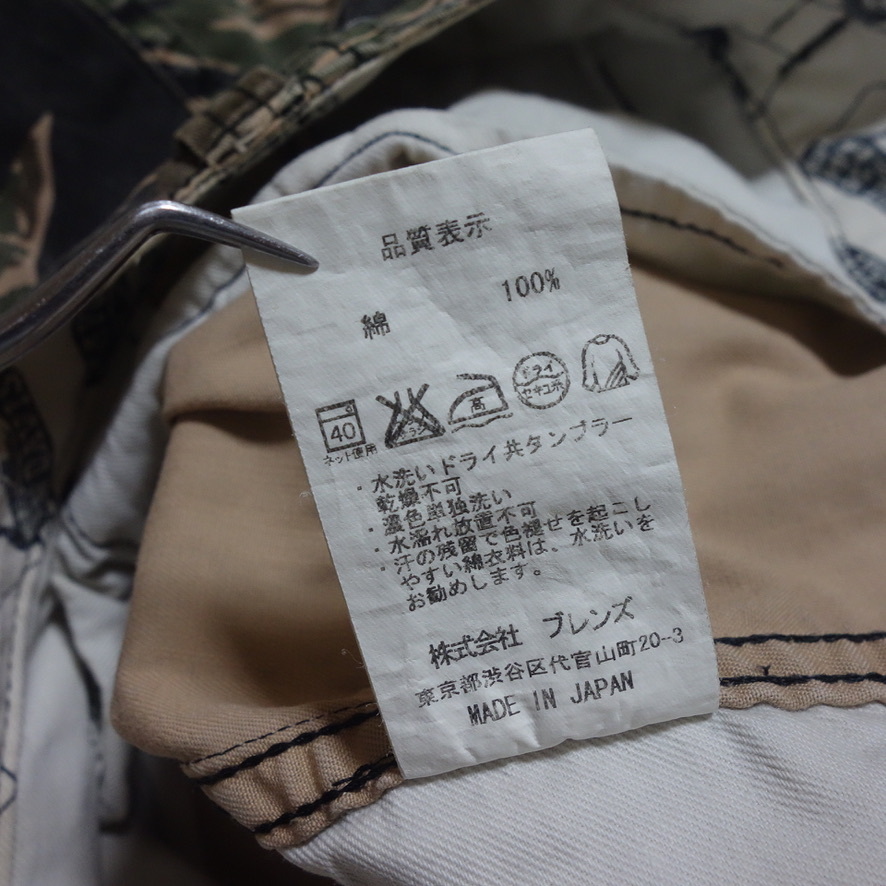 品質表示
綿 100%
40 高 ドライ セキユ系
ネット使用
・水洗いドライ共タンブラー
乾燥不可
・濃色単独洗い
・水濡れ放置不可
・汗の残留で色褪せを起こし
やすい綿衣料は、水洗いを
お勧めします。
株式会社 ブレンズ
東京都渋谷区代官山町20-3
MADE IN JAPAN